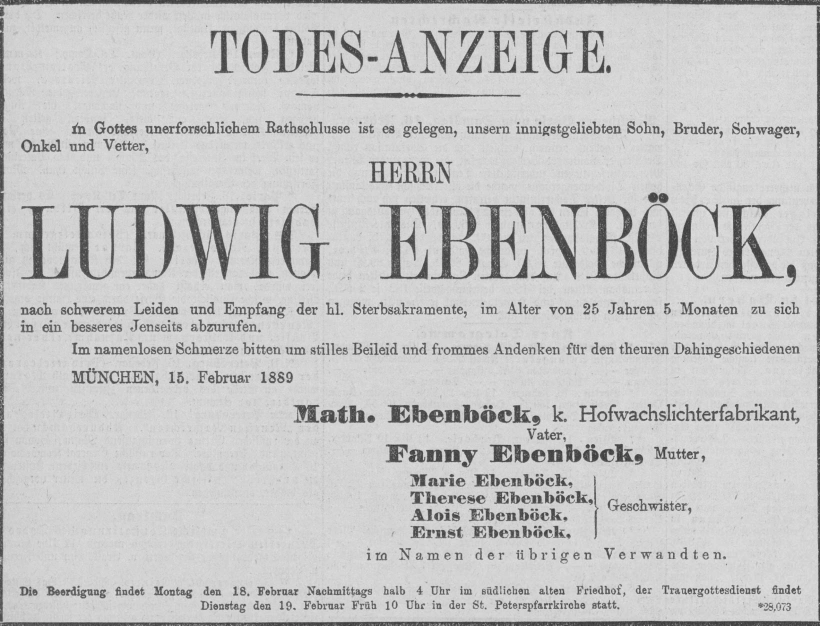 TODES-ANZEIGE.
In Gottes unerforschlichem Rathschlusse ist es gelegen, unsern innigstgeliebten Sohn, Bruder, Schwager,
Onkel und Vetter,
HERRN
LUDWIG EBENBÖCK,
nach schwerem Leiden und Empfang der hl. Sterbsakramente, im Alter von 25 Jahren 5 Monaten zu sich
in ein besseres Jenseits abzurufen.
Im namenlosen Schmerze bitten um stilles Beileid und frommes Andenken für den theuren Dahingeschiedenen
MÜNCHEN, 15. Februar 1889
Math. Ebenböck, k. Hofwachslichterfabrikant,
Vater,
Fanny Ebenböck, Mutter,
Marie Ebenböck,
Therese Ebenböck,
Alois Ebenböck,
Ernst Ebenböck,
Geschwister,
im Namen der übrigen Verwandten.
Die Beerdigung findet Montag den 18. Februar Nachmittags halb 4 Uhr im südlichen alten Friedhof, der Trauergottesdienst findet
Dienstag den 19. Februar Früh 10 Uhr in der St. Peterspfarrkirche statt. *28,073